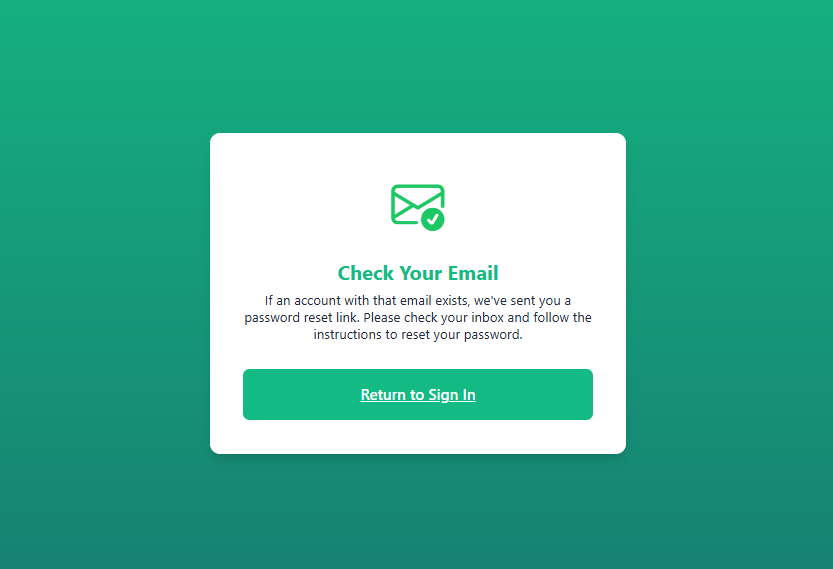 Check Your Email
If an account with that email exists, we've sent you a
password reset link. Please check your inbox and follow the
instructions to reset your password.
Return to Sign In